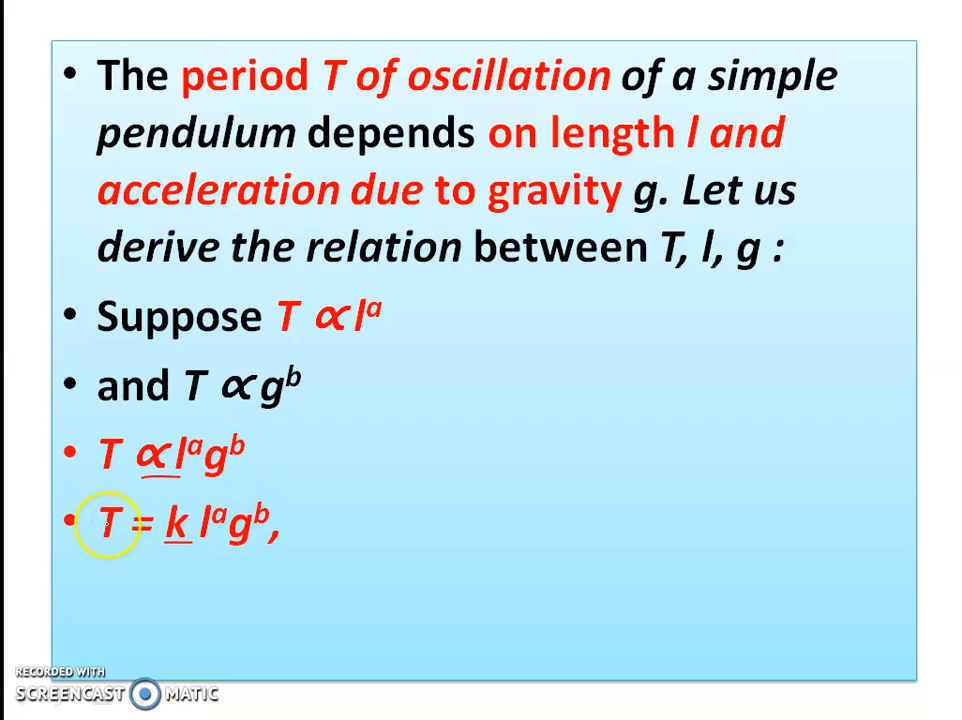 • The period T of oscillation of a simple
pendulum depends on length l and
acceleration due to gravity g. Let us
derive the relation between T, l, g :
• Suppose T ∝ lᵃ
• and T ∝ gᵇ
• T ∝ lᵃgᵇ
• T = k lᵃgᵇ,
RECORDED WITH
SCREENCAST MATIC